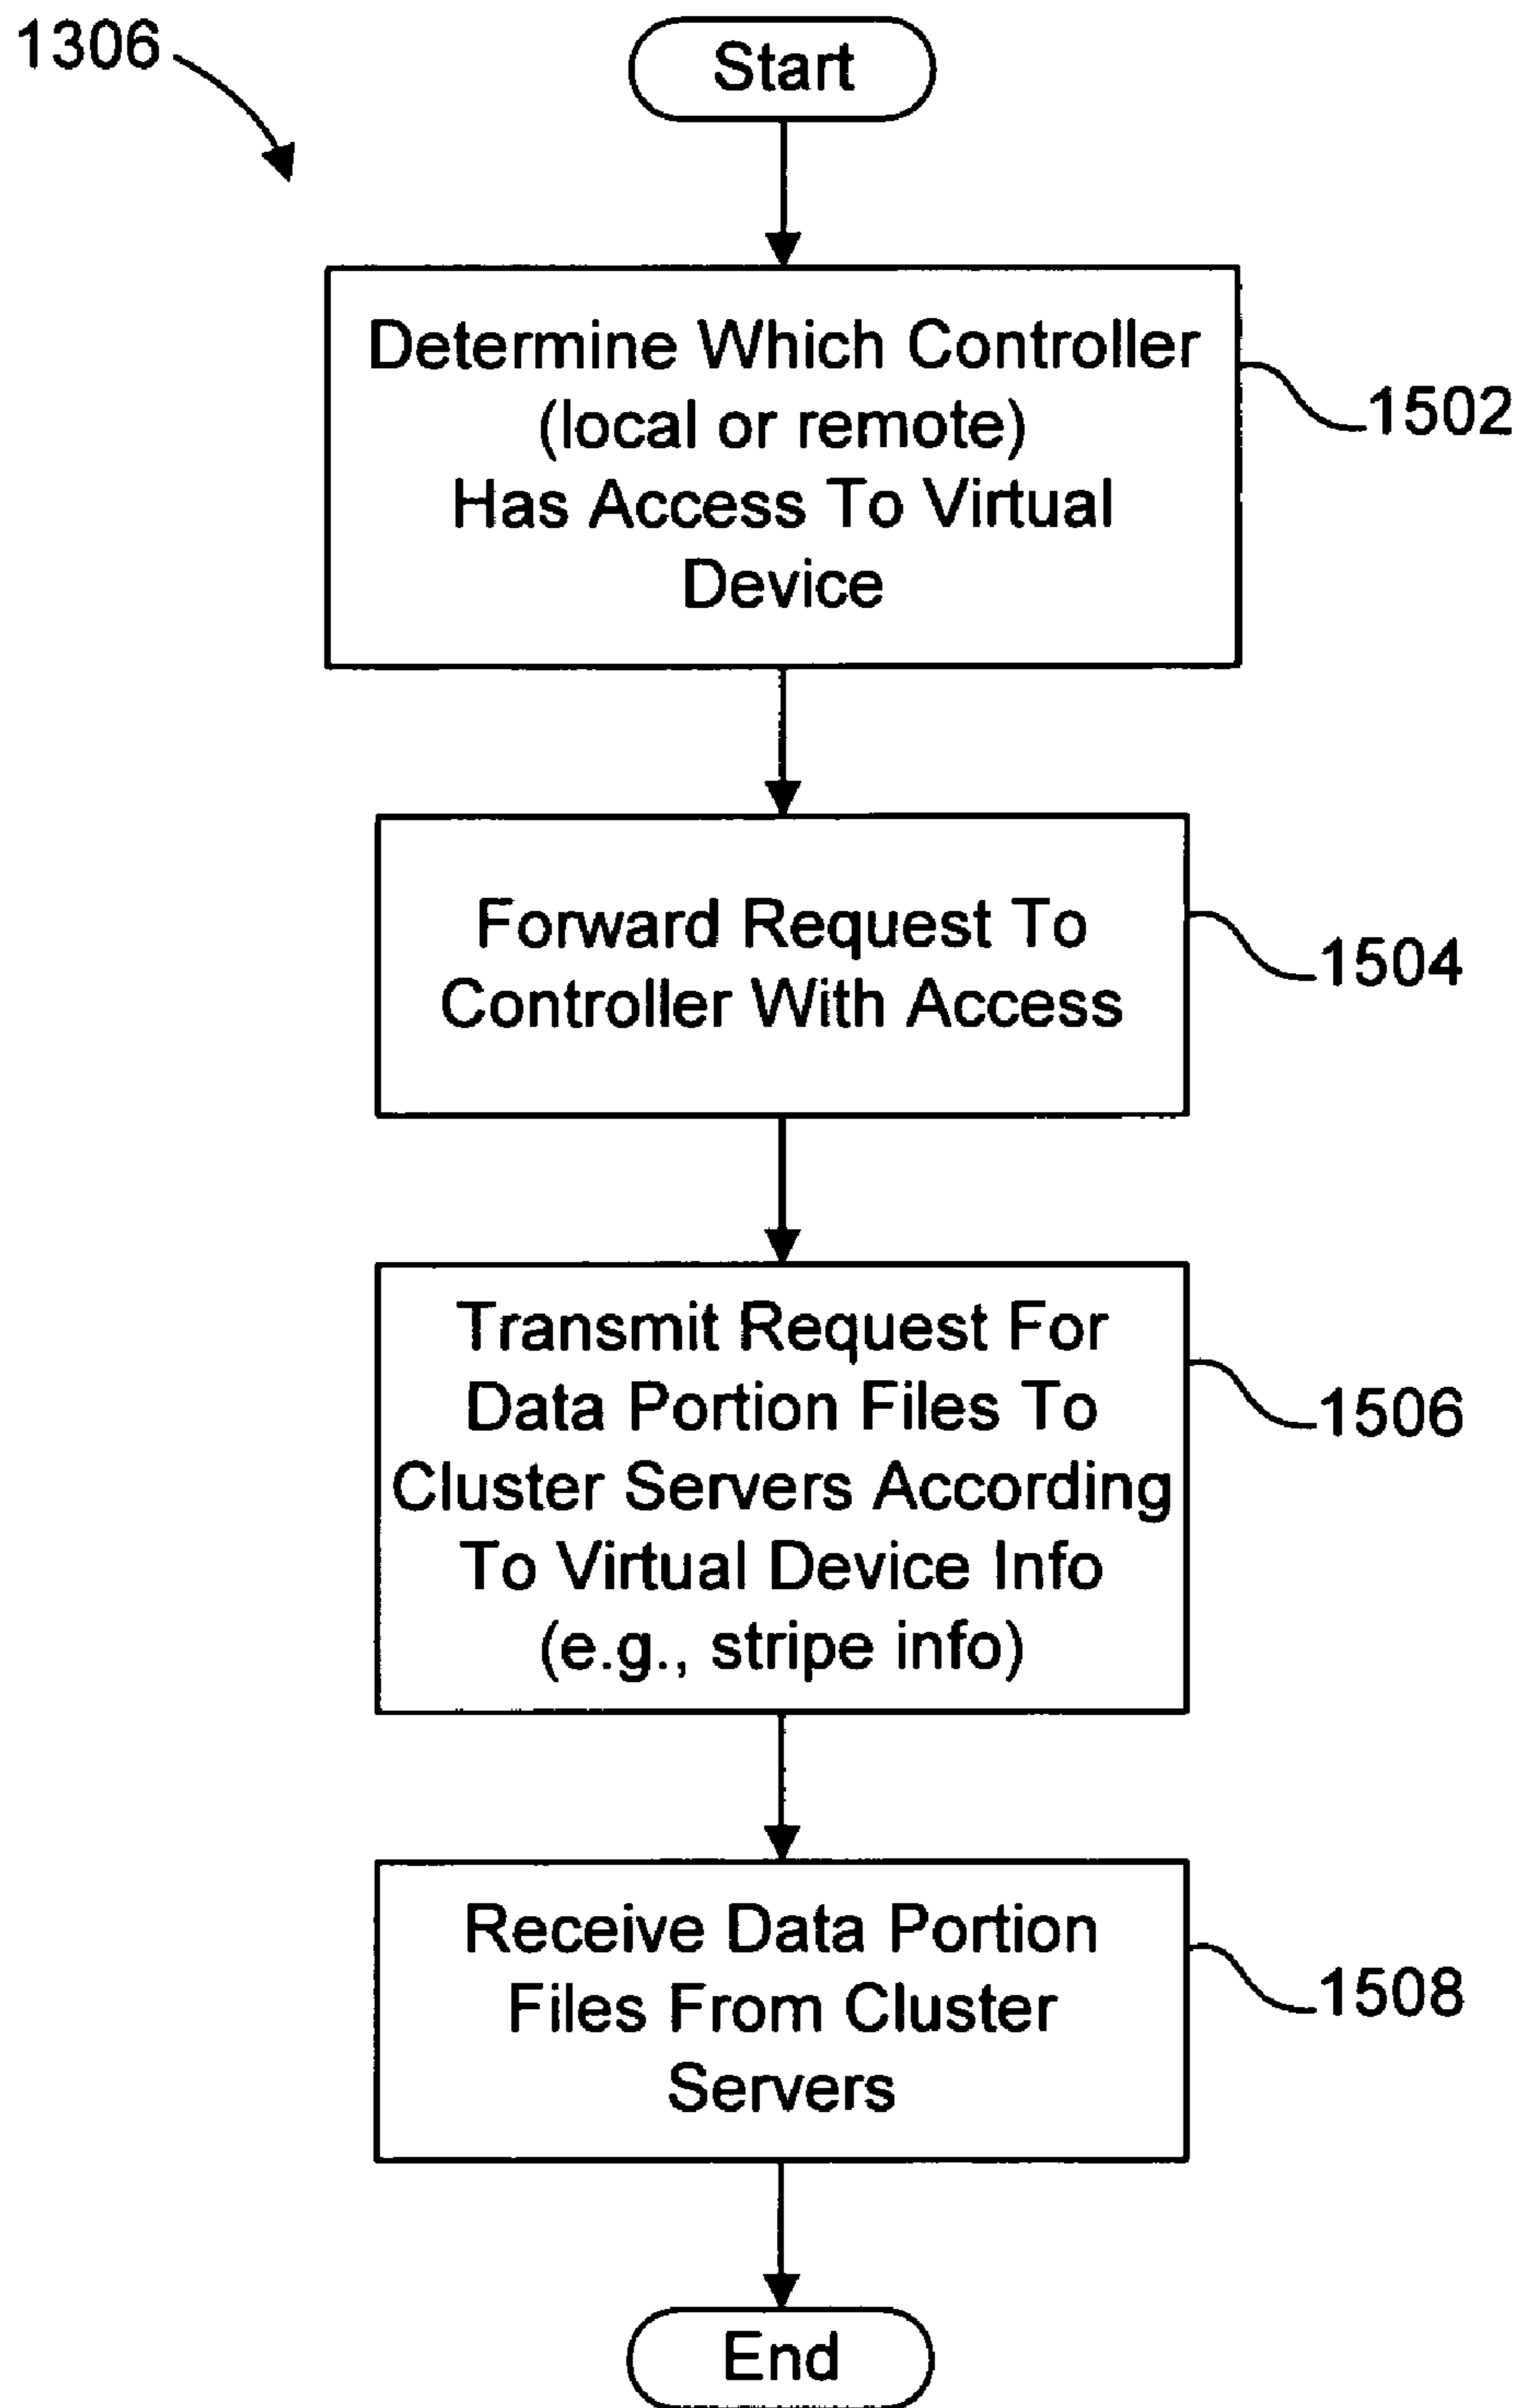 1306
Start
Determine Which Controller
(local or remote)
Has Access To Virtual
Device
1502
Forward Request To
Controller With Access
1504
Transmit Request For
Data Portion Files To
Cluster Servers According
To Virtual Device Info
(e.g., stripe info)
1506
Receive Data Portion
Files From Cluster
Servers
1508
End